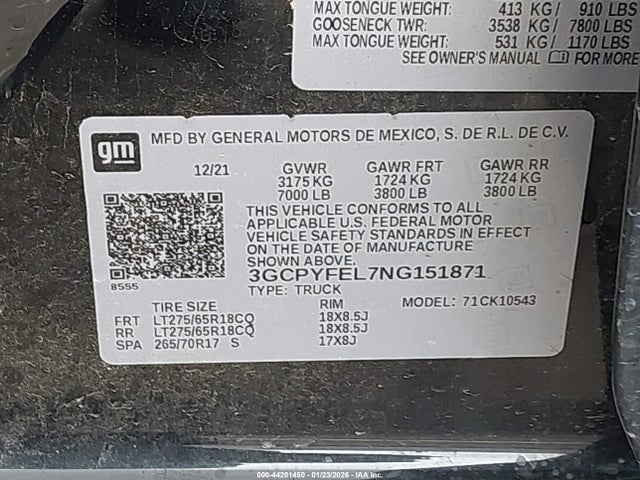 MAX TONGUE WEIGHT: 413 KG / 910 LBS
GOOSENECK TWR: 3538 KG / 7800 LBS
MAX TONGUE WEIGHT: 531 KG / 1170 LBS
SEE OWNER'S MANUAL FOR MORE
gm
MFD BY GENERAL MOTORS DE MEXICO, S. DE R.L. DE C.V.
12/21 GVWR GAWR FRT GAWR RR
3175 KG 1724 KG 1724 KG
7000 LB 3800 LB 3800 LB
THIS VEHICLE CONFORMS TO ALL
APPLICABLE U.S. FEDERAL MOTOR
VEHICLE SAFETY STANDARDS IN EFFECT
ON THE DATE OF MANUFACTURE
SHOWN ABOVE.
3GCPYFEL7NG151871
8555
TYPE: TRUCK MODEL: 71CK10543
TIRE SIZE RIM
FRT LT275/65R18CQ 18X8.5J
RR LT275/65R18CQ 18X8.5J
SPA 265/70R17 S 17X8J
000-44201450 - 01/23/2026 - IAA Inc.